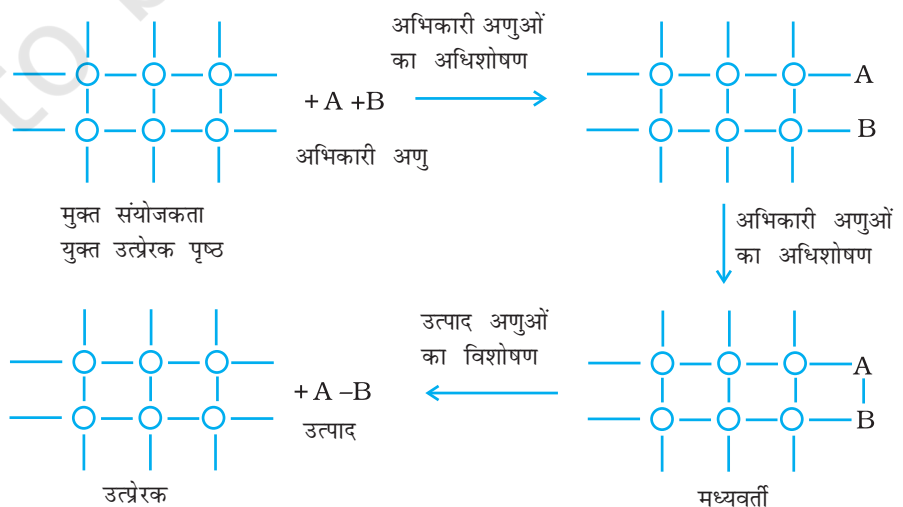 अभिकारी अणुओं
का अधिशोषण
+ A +B
अभिकारी अणु
A
B
मुक्त संयोजकता
युक्त उत्प्रेरक पृष्ठ
अभिकारी अणुओं
का अधिशोषण
उत्पाद अणुओं
का विशोषण
+ A –B
उत्पाद
A
B
उत्प्रेरक
मध्यवर्ती